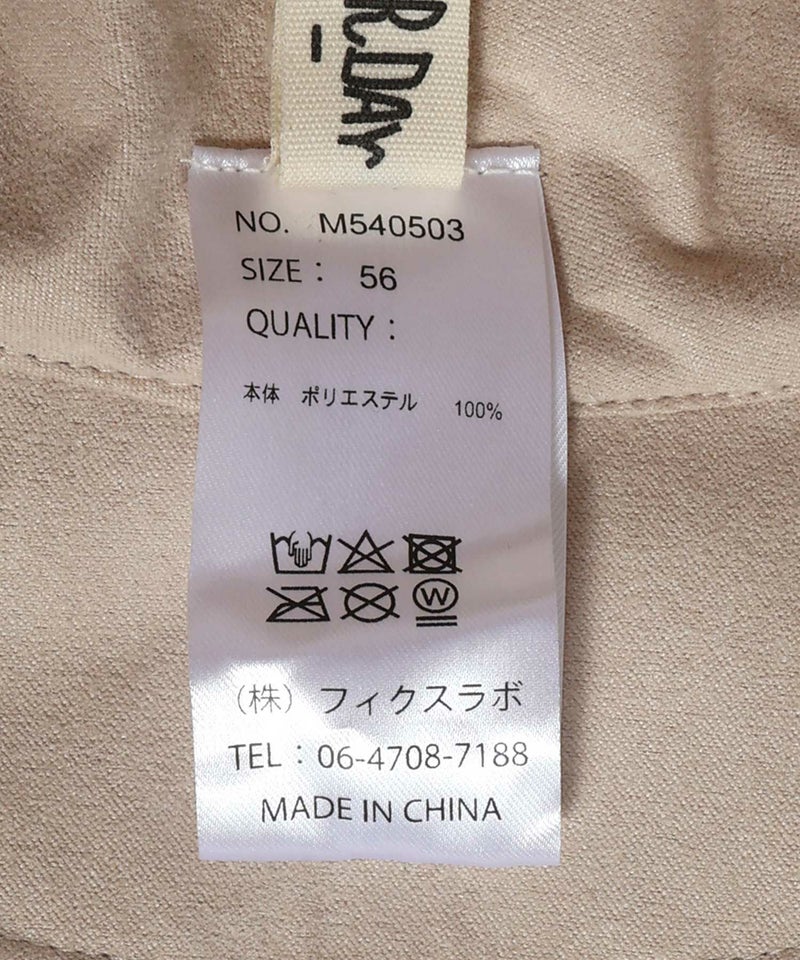 R.DAY
NO. M540503
SIZE： 56
QUALITY：
本体 ポリエステル 100%
W
（株）フィクスラボ
TEL：06-4708-7188
MADE IN CHINA